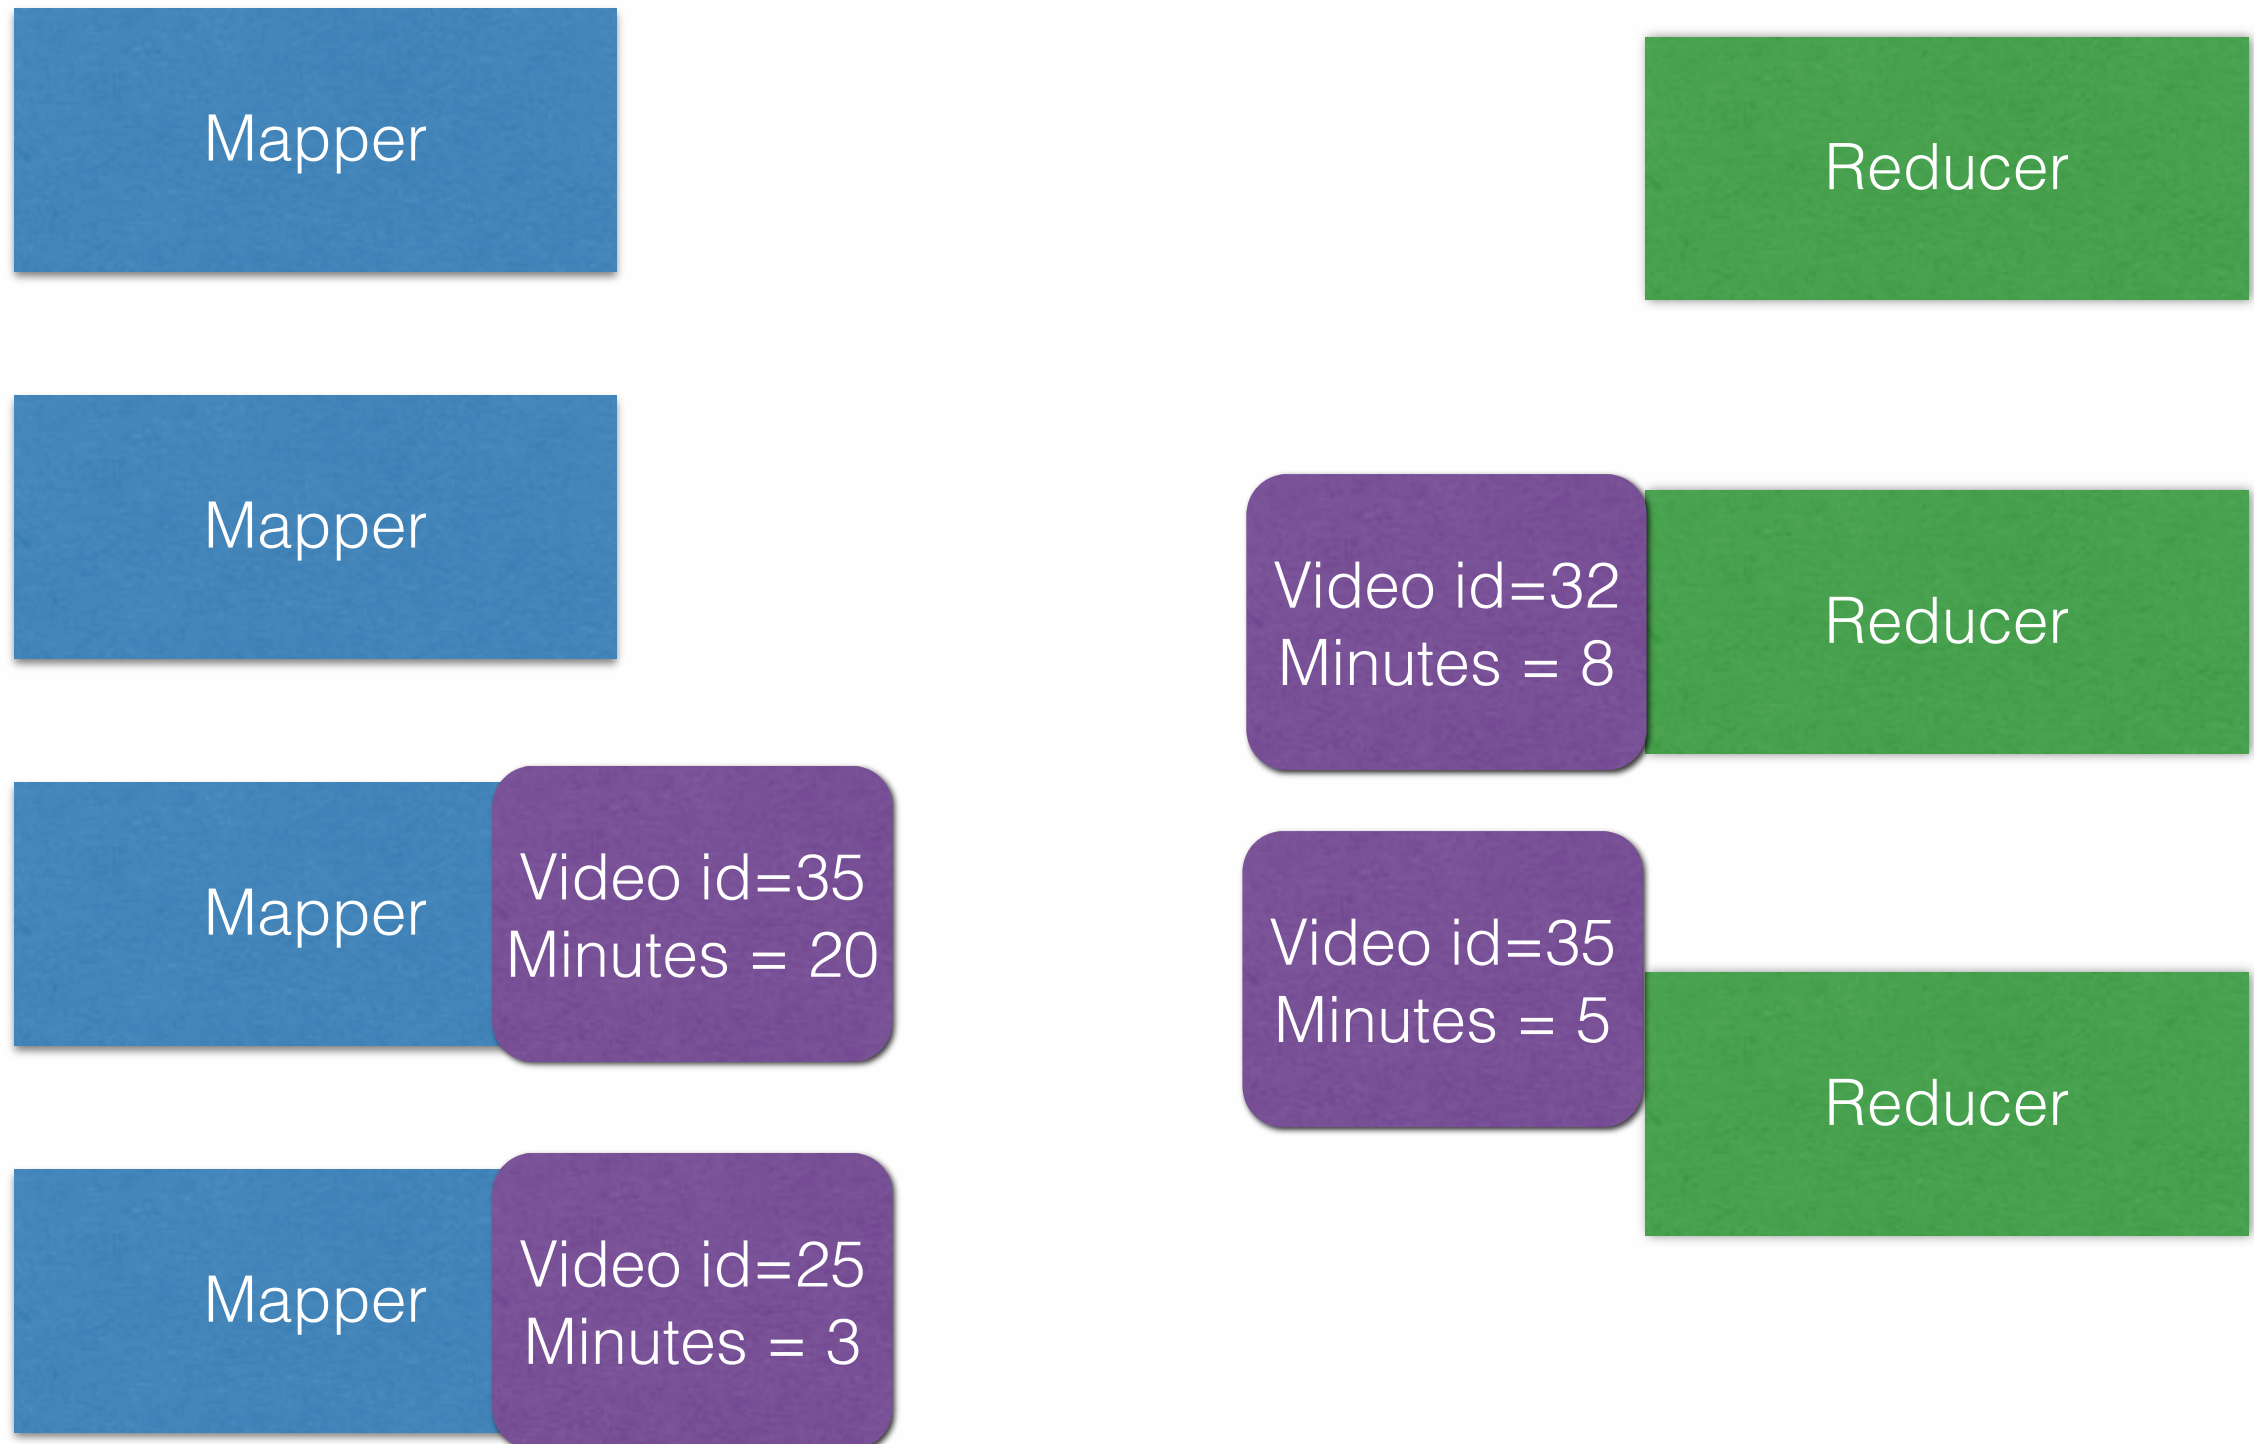 Mapper
Reducer
Mapper
Video id=32
Minutes = 8
Reducer
Mapper
Video id=35
Minutes = 20
Video id=35
Minutes = 5
Reducer
Mapper
Video id=25
Minutes = 3